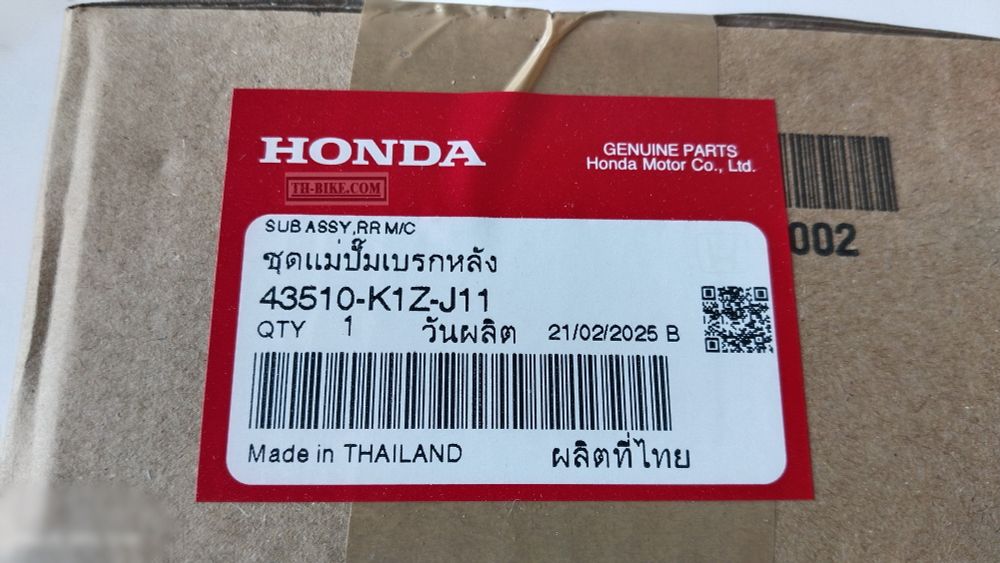 HONDA
GENUINE PARTS
Honda Motor Co., Ltd.
TH-BIKE.COM
SUB ASSY,RR M/C
ชุดแม่ปั๊มเบรกหลัง
43510-K1Z-J11
QTY 1 วันผลิต 21/02/2025 B
Made in THAILAND ผลิตที่ไทย
002